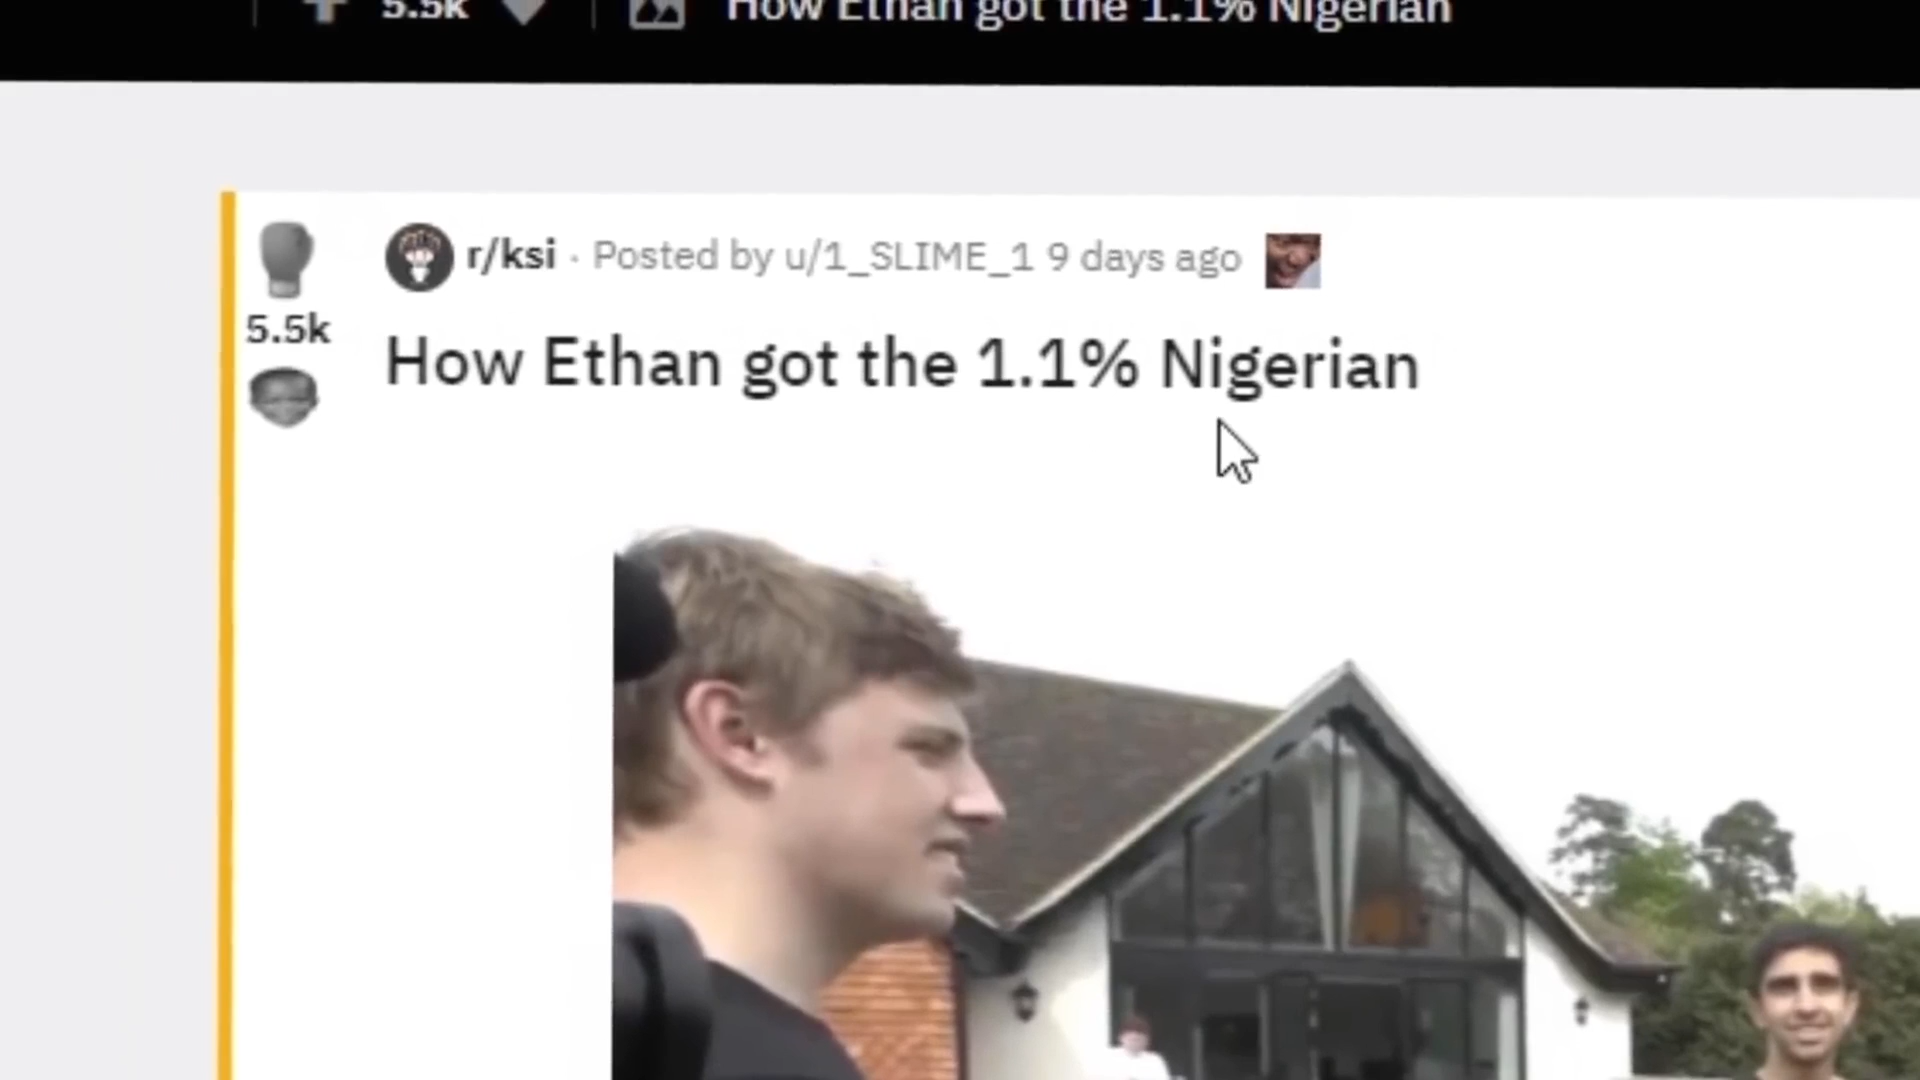 5.5k How Ethan got the 1.1% Nigerian
r/ksi · Posted by u/1_SLIME_1 9 days ago
5.5k
How Ethan got the 1.1% Nigerian